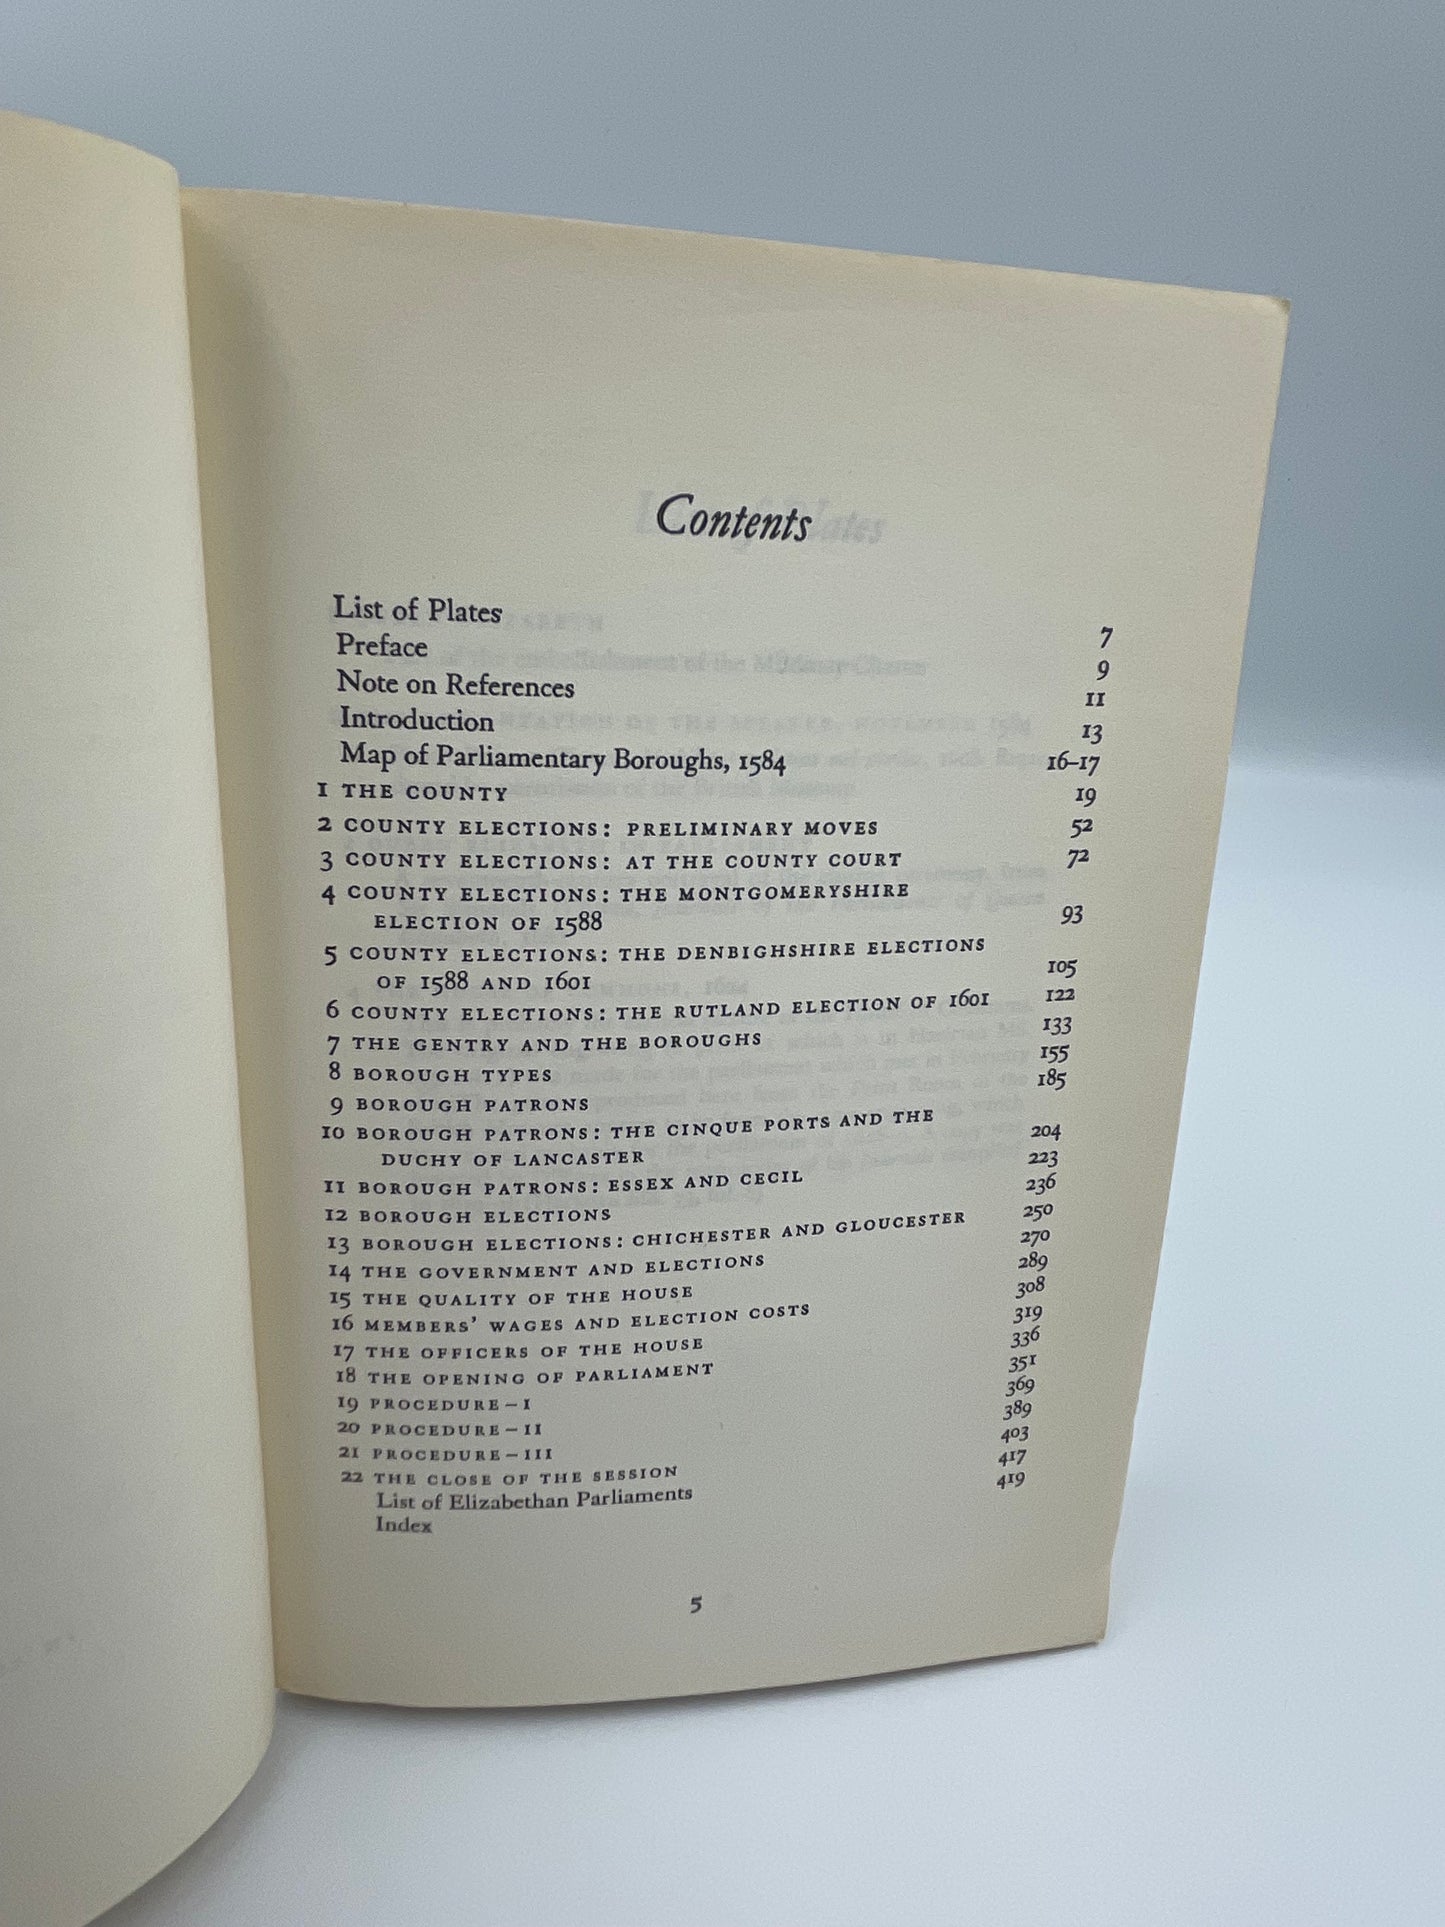 Contents
List of Plates 7
Preface 9
Note on References 11
Introduction 13
Map of Parliamentary Boroughs, 1584 16–17
1 THE COUNTY 19
2 COUNTY ELECTIONS: PRELIMINARY MOVES 52
3 COUNTY ELECTIONS: AT THE COUNTY COURT 72
4 COUNTY ELECTIONS: THE MONTGOMERYSHIRE
ELECTION OF 1588 93
5 COUNTY ELECTIONS: THE DENBIGHSHIRE ELECTIONS
OF 1588 AND 1601 105
6 COUNTY ELECTIONS: THE RUTLAND ELECTION OF 1601 122
7 THE GENTRY AND THE BOROUGHS 133
8 BOROUGH TYPES 155
9 BOROUGH PATRONS 185
10 BOROUGH PATRONS: THE CINQUE PORTS AND THE
DUCHY OF LANCASTER 204
11 BOROUGH PATRONS: ESSEX AND CECIL 223
12 BOROUGH ELECTIONS 236
13 BOROUGH ELECTIONS: CHICHESTER AND GLOUCESTER 250
14 THE GOVERNMENT AND ELECTIONS 270
15 THE QUALITY OF THE HOUSE 289
16 MEMBERS' WAGES AND ELECTION COSTS 308
17 THE OFFICERS OF THE HOUSE 319
18 THE OPENING OF PARLIAMENT 336
19 PROCEDURE–I 351
20 PROCEDURE–II 369
21 PROCEDURE–III 389
22 THE CLOSE OF THE SESSION 403
List of Elizabethan Parliaments 417
Index 419
5